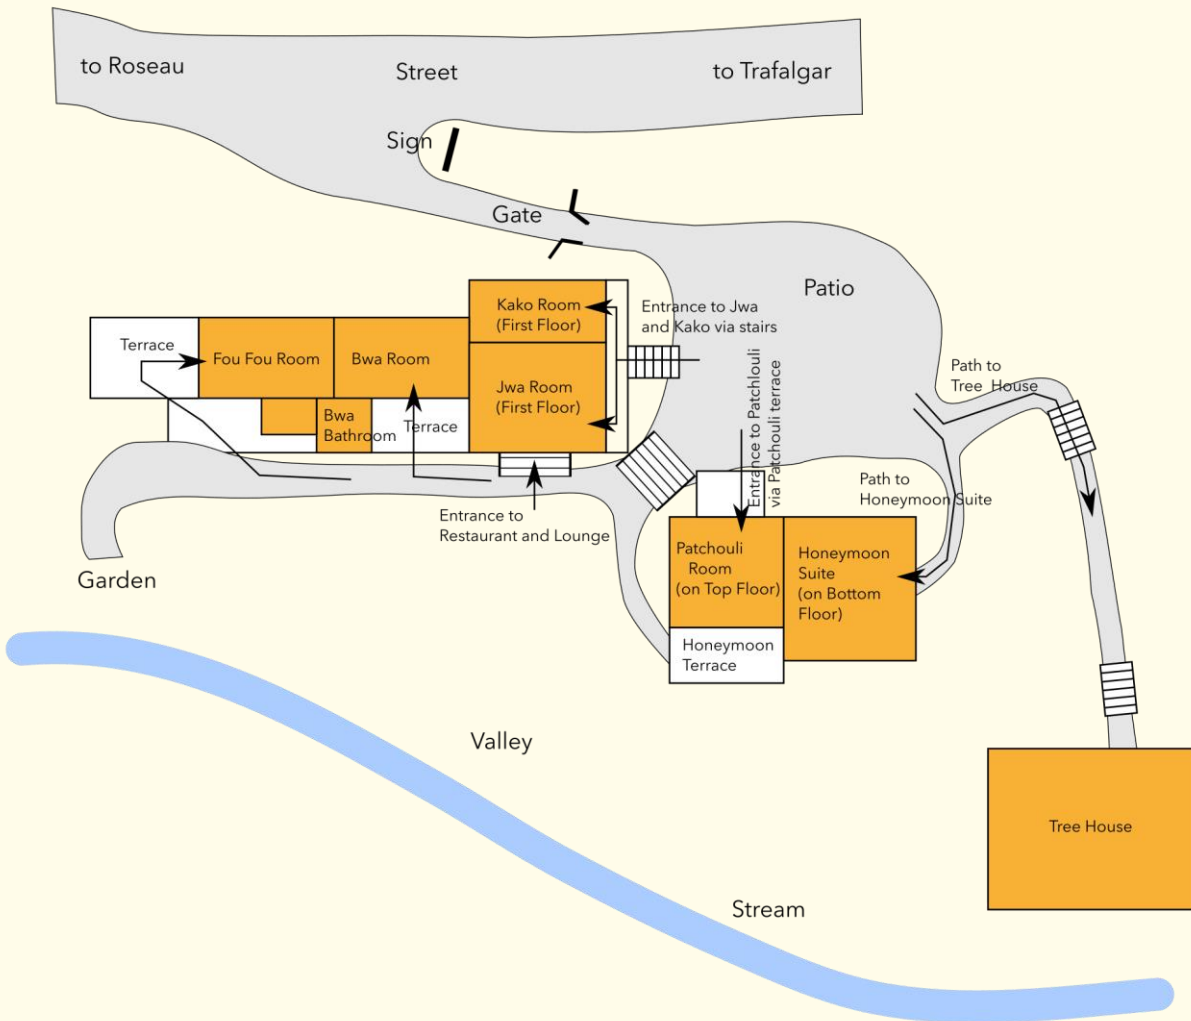 to Roseau
Street
to Trafalgar
Sign
Gate
Patio
Kako Room
(First Floor)
Entrance to Jwa
and Kako via stairs
Terrace
Fou Fou Room
Bwa Room
Jwa Room
(First Floor)
Path to
Tree House
Bwa
Bathroom
Terrace
Entrance to Patchlouli
via Patchouli terrace
Path to
Honeymoon Suite
Entrance to
Restaurant and Lounge
Patchouli
Room
(on Top Floor)
Honeymoon
Suite
(on Bottom
Floor)
Garden
Honeymoon
Terrace
Valley
Tree House
Stream